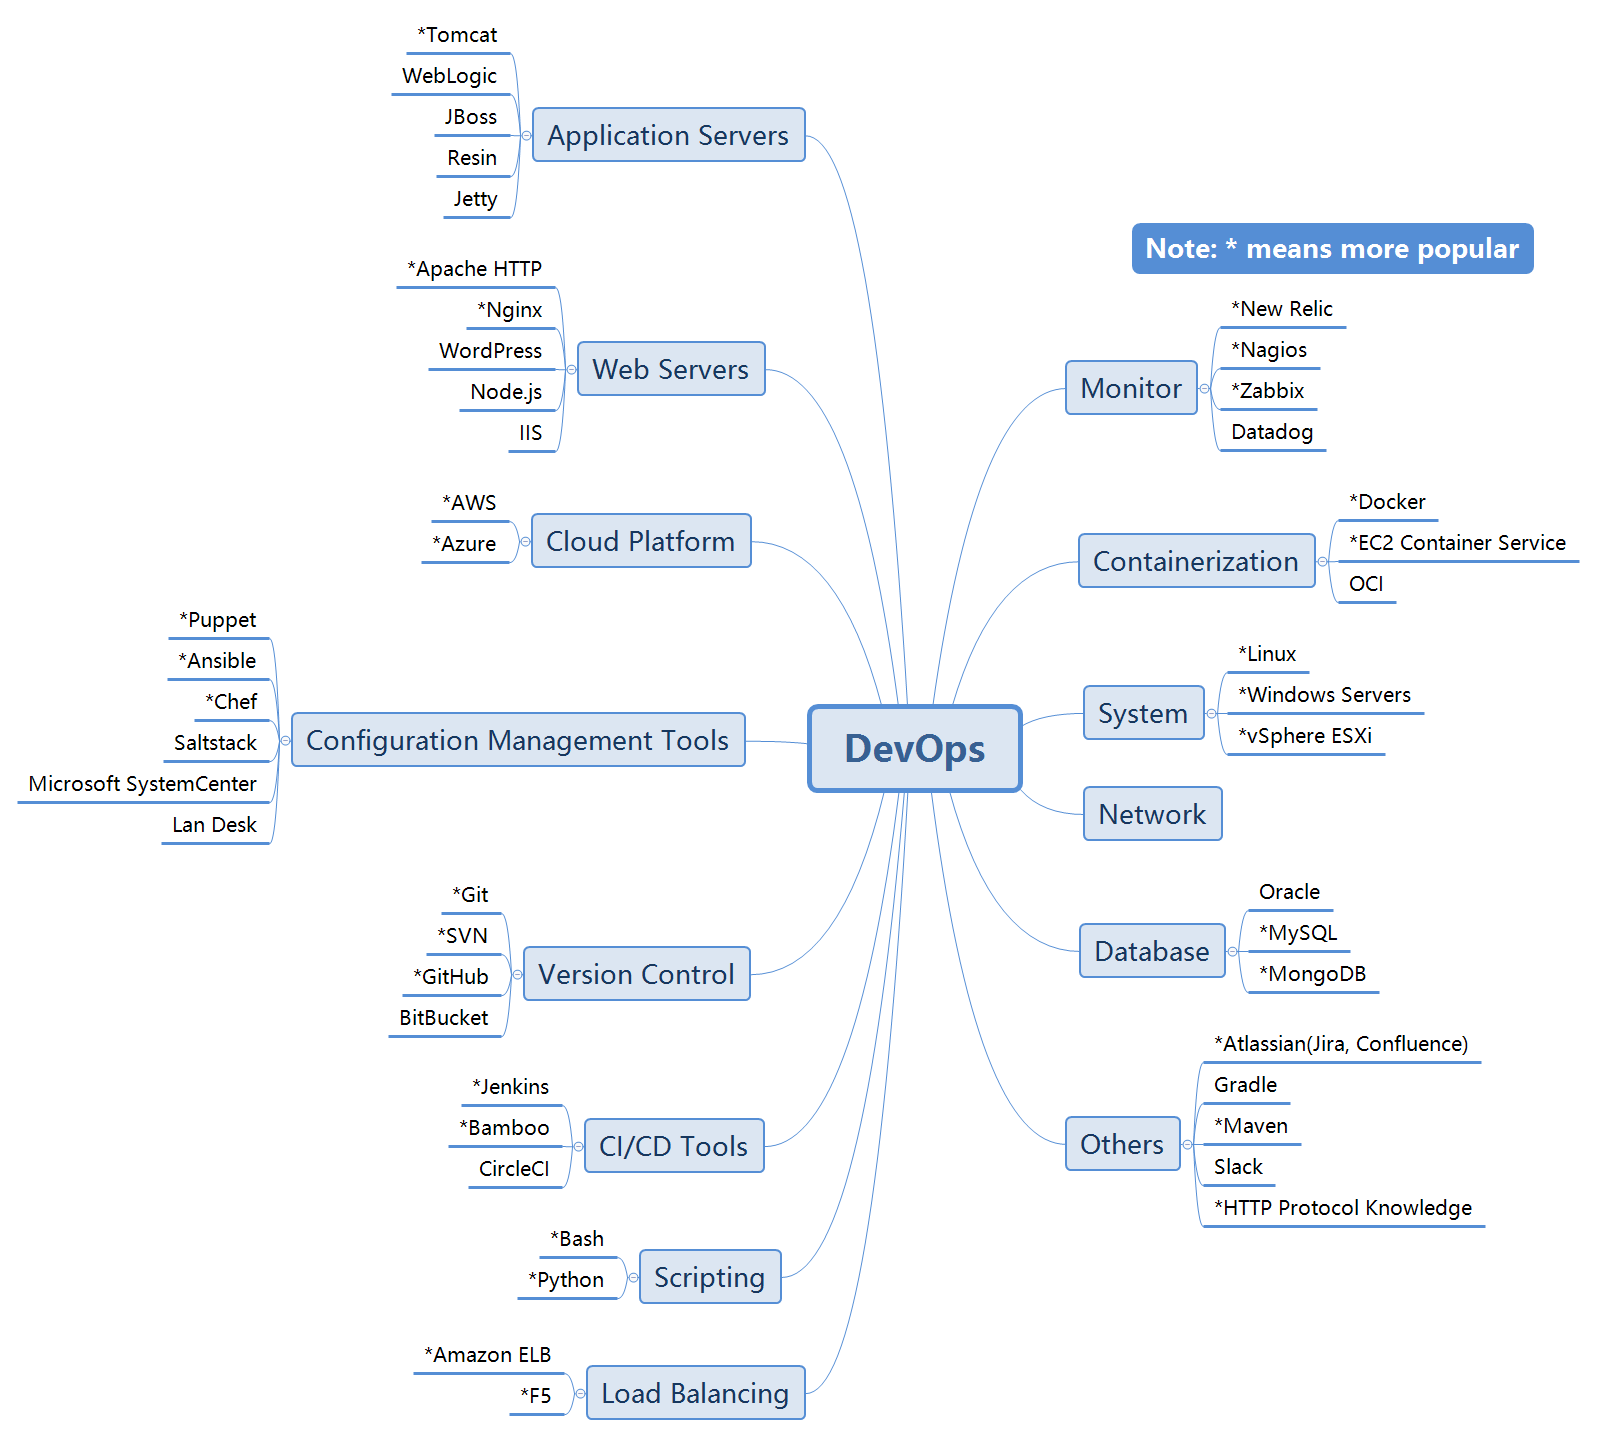 *Tomcat
WebLogic
JBoss
Resin
Jetty
Application Servers
*Apache HTTP
*Nginx
WordPress
Node.js
IIS
Web Servers
*AWS
*Azure
Cloud Platform
*Puppet
*Ansible
*Chef
Saltstack
Microsoft SystemCenter
Lan Desk
Configuration Management Tools
*Git
*SVN
*GitHub
BitBucket
Version Control
*Jenkins
*Bamboo
CircleCI
CI/CD Tools
*Bash
*Python
Scripting
*Amazon ELB
*F5
Load Balancing
DevOps
Note: * means more popular
Monitor
*New Relic
*Nagios
*Zabbix
Datadog
Containerization
*Docker
*EC2 Container Service
OCI
System
*Linux
*Windows Servers
*vSphere ESXi
Network
Database
Oracle
*MySQL
*MongoDB
Others
*Atlassian(Jira, Confluence)
Gradle
*Maven
Slack
*HTTP Protocol Knowledge